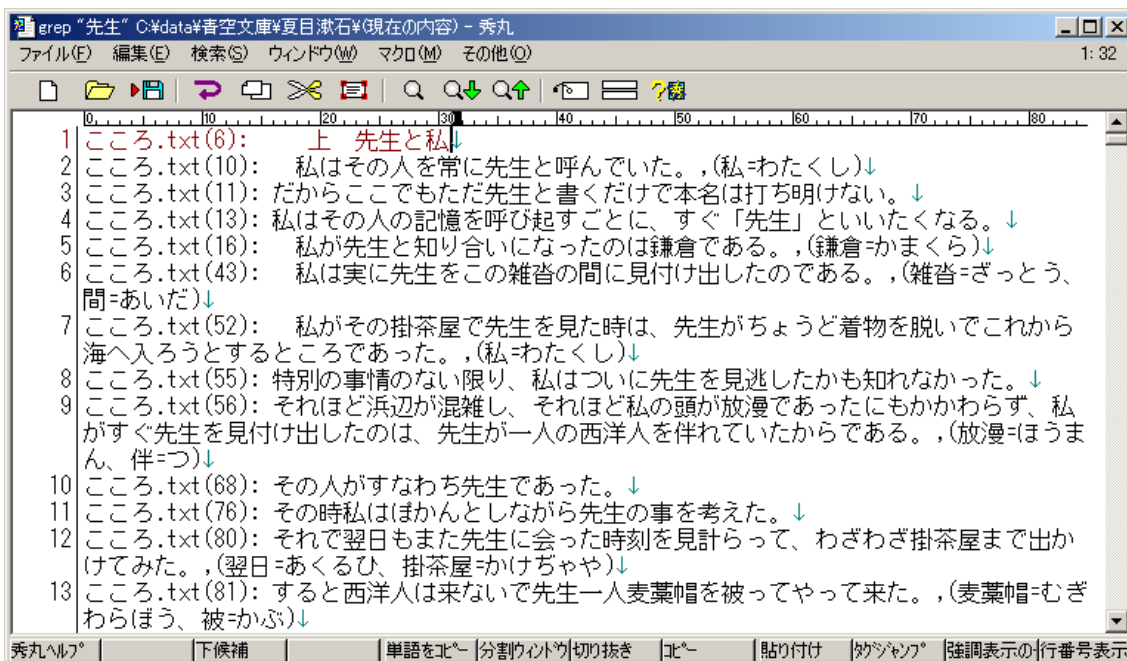 grep "先生" C:¥data¥青空文庫¥夏目漱石¥(現在の内容) - 秀丸
ファイル(F) 編集(E) 検索(S) ウィンドウ(W) マクロ(M) その他(O) 1: 32
0 10 20 30 40 50 60 70 80
1 こころ.txt(6): 上 先生と私↓
2 こころ.txt(10): 私はその人を常に先生と呼んでいた。,(私=わたくし)↓
3 こころ.txt(11): だからここでもただ先生と書くだけで本名は打ち明けない。↓
4 こころ.txt(13): 私はその人の記憶を呼び起すごとに、すぐ「先生」といいたくなる。↓
5 こころ.txt(16): 私が先生と知り合いになったのは鎌倉である。,(鎌倉=かまくら)↓
6 こころ.txt(43): 私は実に先生をこの雑沓の間に見付け出したのである。,(雑沓=ざっとう、
間=あいだ)↓
7 こころ.txt(52): 私がその掛茶屋で先生を見た時は、先生がちょうど着物を脱いでこれから
海へ入ろうとするところであった。,(私=わたくし)↓
8 こころ.txt(55): 特別の事情のない限り、私はついに先生を見逃したかも知れなかった。↓
9 こころ.txt(56): それほど浜辺が混雑し、それほど私の頭が放漫であったにもかかわらず、私
がすぐ先生を見付け出したのは、先生が一人の西洋人を伴れていたからである。,(放漫=ほうま
ん、伴=つ)↓
10 こころ.txt(68): その人がすなわち先生であった。↓
11 こころ.txt(76): その時私はぽかんとしながら先生の事を考えた。↓
12 こころ.txt(80): それで翌日もまた先生に会った時刻を見計らって、わざわざ掛茶屋まで出か
けてみた。,(翌日=あくるひ、掛茶屋=かけぢゃや)↓
13 こころ.txt(81): すると西洋人は来ないで先生一人麦藁帽を被ってやって来た。,(麦藁帽=むぎ
わらぼう、被=かぶ)↓
秀丸ﾍﾙﾌﾟ 下候補 単語をｺﾋﾟｰ 分割ｳｨﾝﾄﾞｳ 切り抜き ｺﾋﾟｰ 貼り付け ﾀｸﾞｼﾞｬﾝﾌﾟ 強調表示の 行番号表示